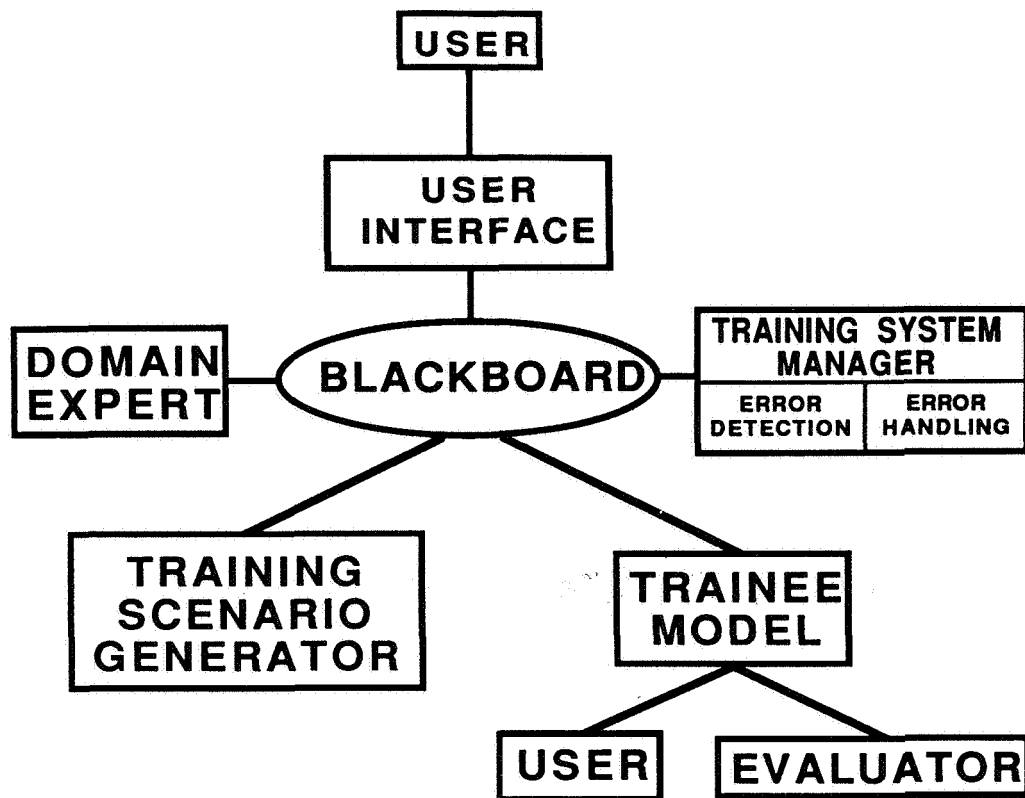 USER
USER
INTERFACE
DOMAIN
EXPERT
BLACKBOARD
TRAINING SYSTEM
MANAGER
ERROR
DETECTION
ERROR
HANDLING
TRAINING
SCENARIO
GENERATOR
TRAINEE
MODEL
USER
EVALUATOR